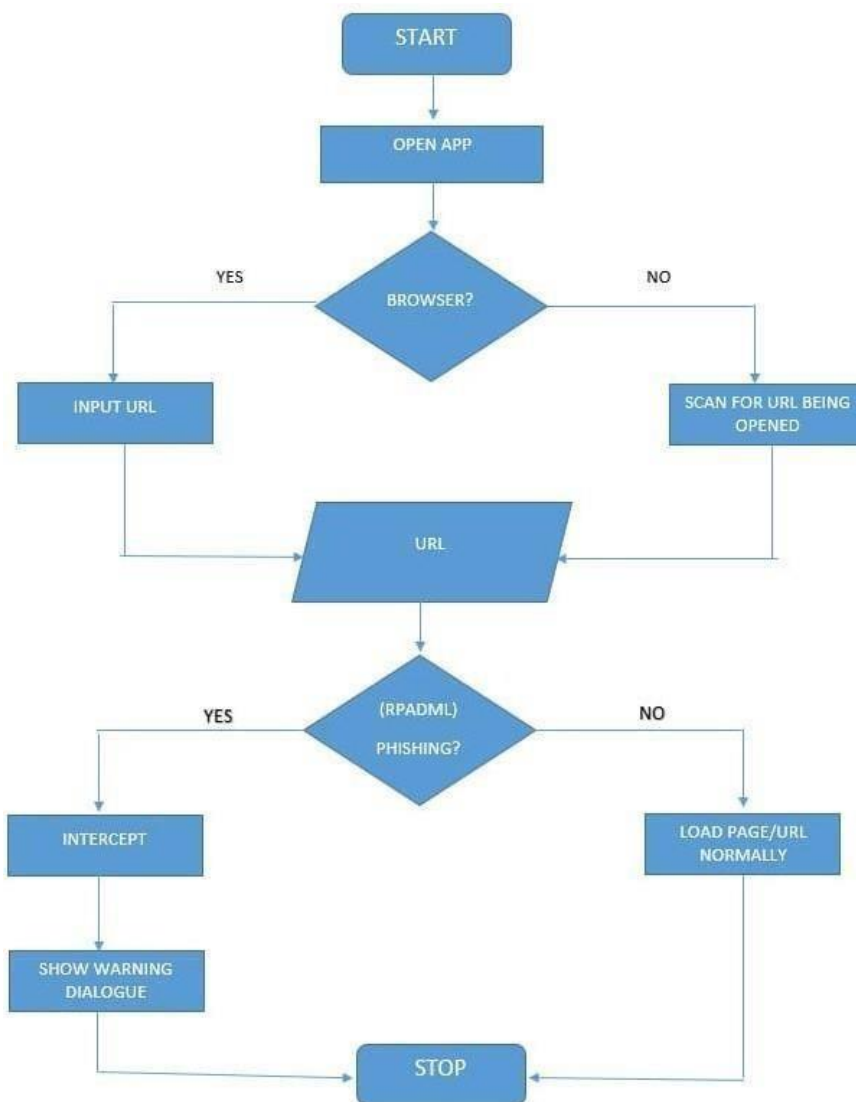 START
OPEN APP
YES
BROWSER?
NO
INPUT URL
SCAN FOR URL BEING
OPENED
URL
YES
(RPADML)
PHISHING?
NO
INTERCEPT
LOAD PAGE/URL
NORMALLY
SHOW WARNING
DIALOGUE
STOP